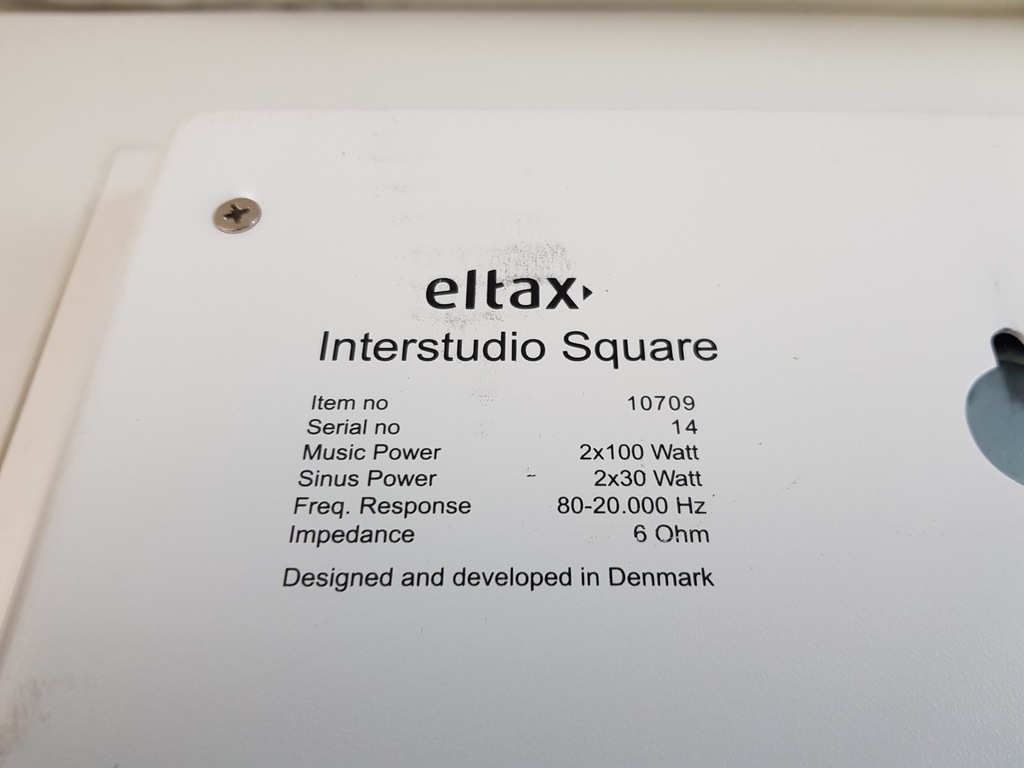 eltax
Interstudio Square
Item no 10709
Serial no 14
Music Power 2x100 Watt
Sinus Power 2x30 Watt
Freq. Response 80-20.000 Hz
Impedance 6 Ohm
Designed and developed in Denmark